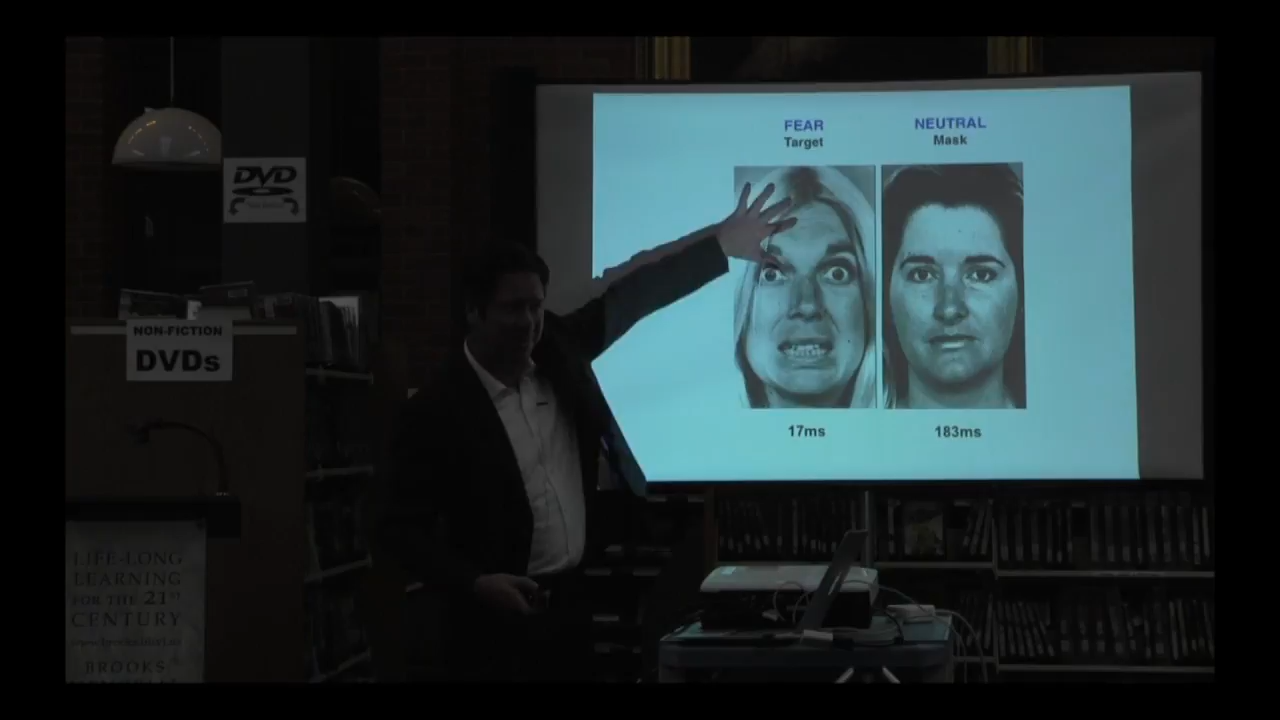 FEAR
Target
NEUTRAL
Mask
17ms
183ms
DVD
NON-FICTION
DVDs
LIFE-LONG
LEARNING
FOR THE 21ST
CENTURY
BROOKS